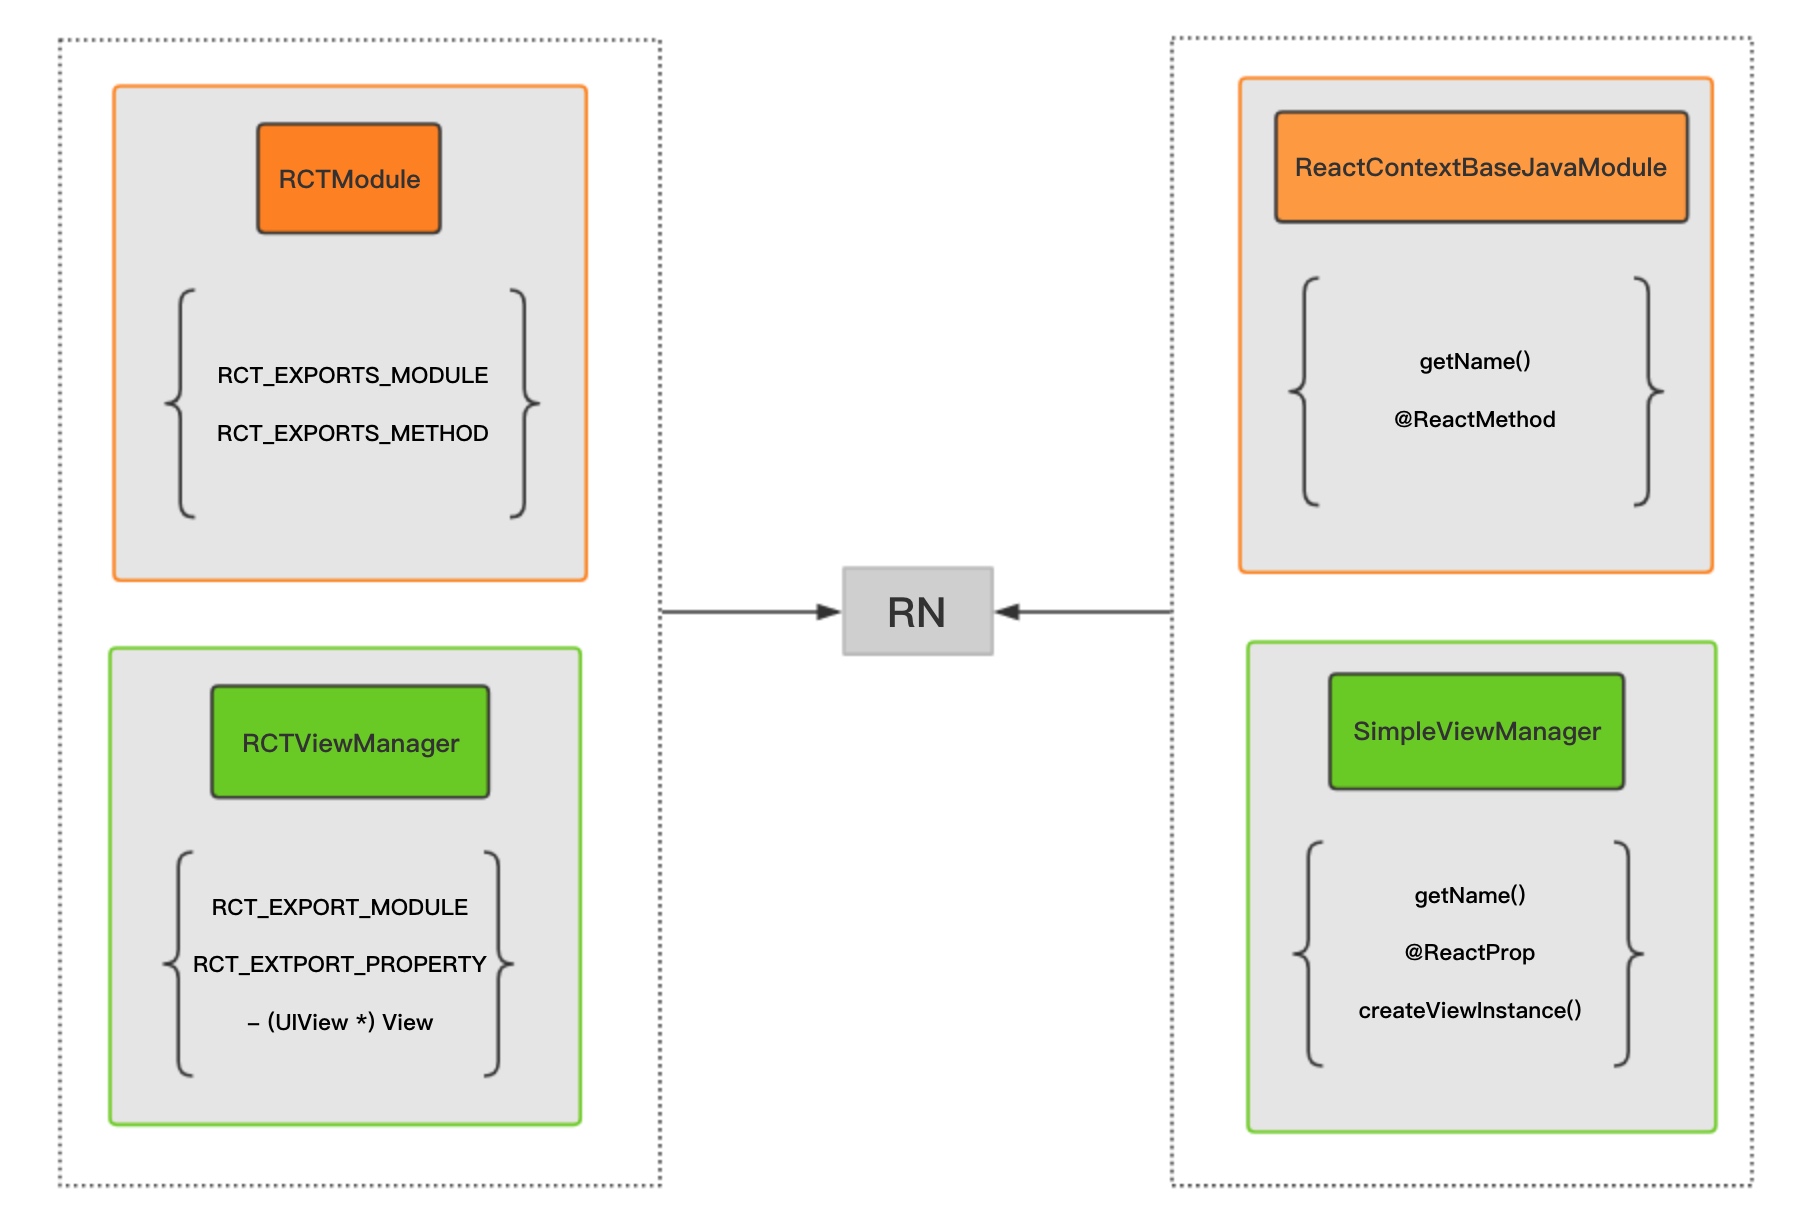 RCTModule
RCT_EXPORTS_MODULE
RCT_EXPORTS_METHOD
RCTViewManager
RCT_EXPORT_MODULE
RCT_EXTPORT_PROPERTY
– (UIView *) View
RN
ReactContextBaseJavaModule
getName()
@ReactMethod
SimpleViewManager
getName()
@ReactProp
createViewInstance()